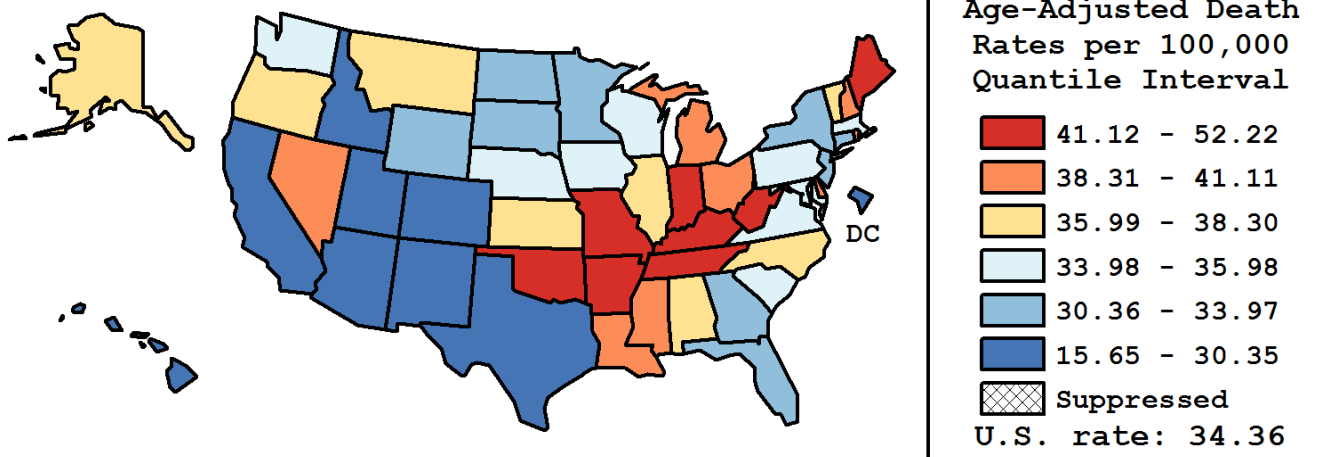 Age-Adjusted Death
Rates per 100,000
Quantile Interval
41.12 - 52.22
38.31 - 41.11
35.99 - 38.30
33.98 - 35.98
30.36 - 33.97
15.65 - 30.35
Suppressed
U.S. rate: 34.36
DC